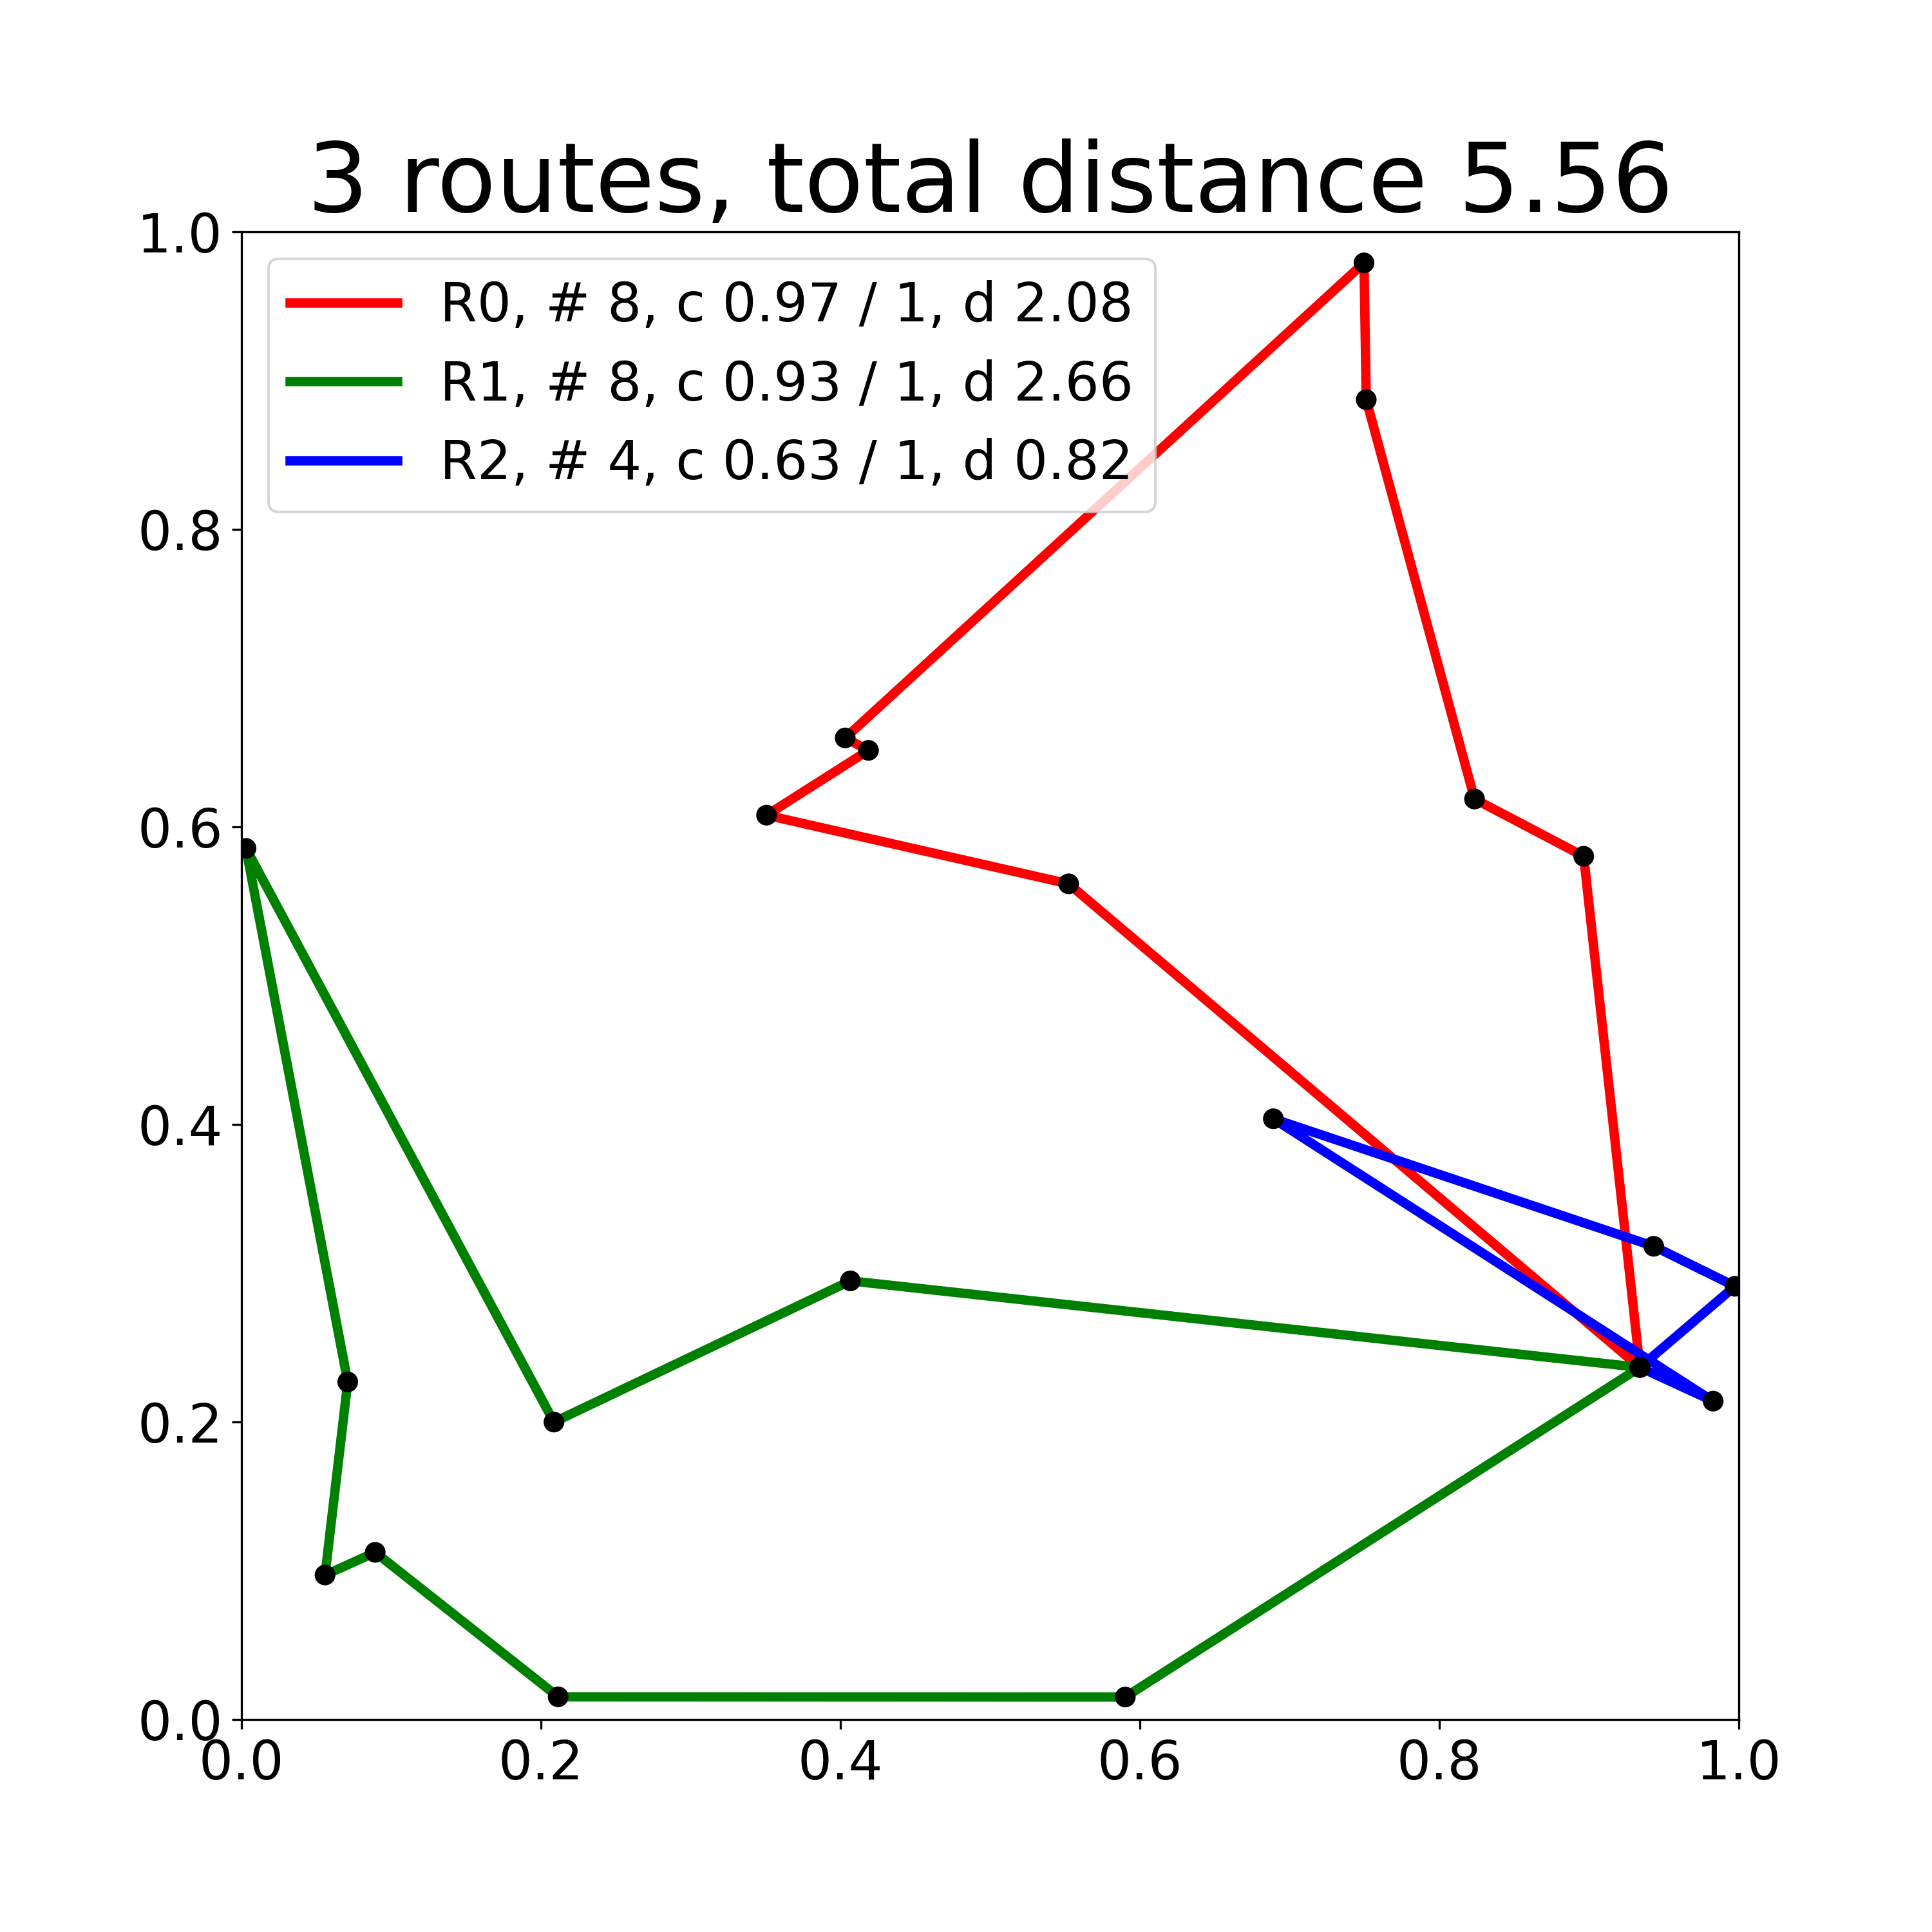 3 routes, total distance 5.56
1.0
R0, # 8, c 0.97 / 1, d 2.08
R1, # 8, c 0.93 / 1, d 2.66
R2, # 4, c 0.63 / 1, d 0.82
0.8
0.6
0.4
0.2
0.0
0.0 0.2 0.4 0.6 0.8 1.0